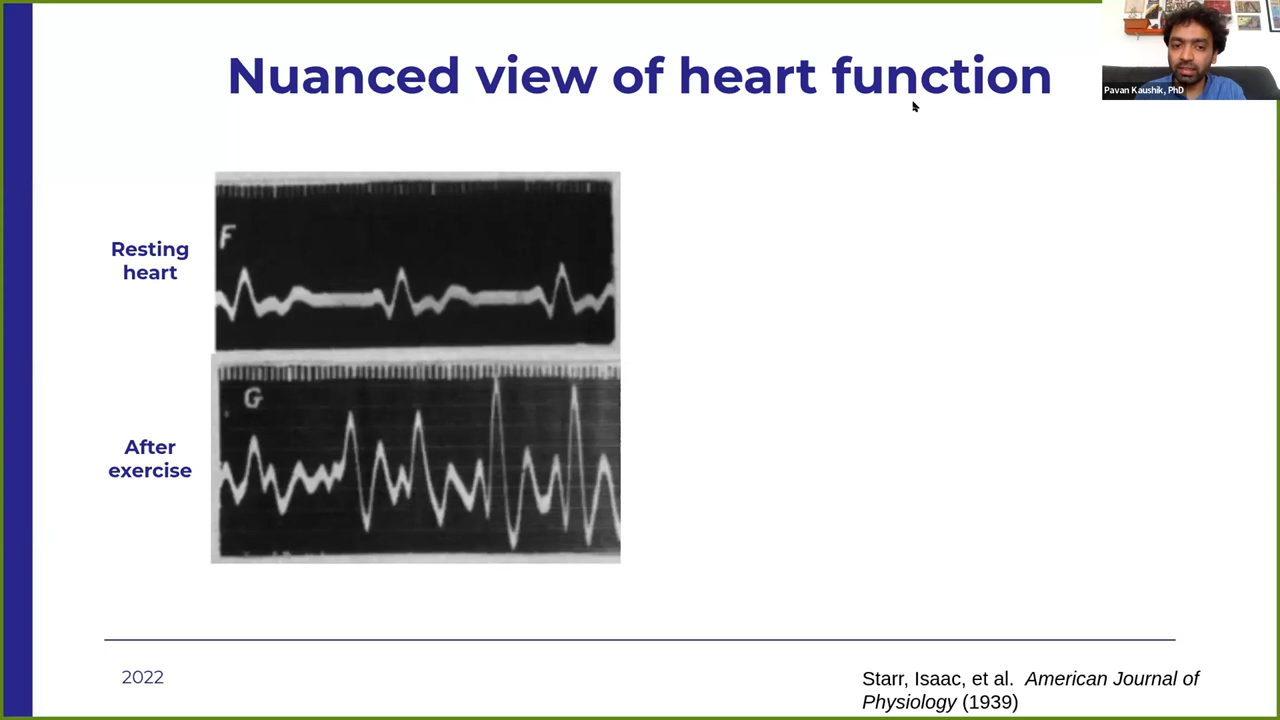 Nuanced view of heart function
Pavan Kaushik, PhD
F
Resting
heart
G
After
exercise
2022
Starr, Isaac, et al. American Journal of
Physiology (1939)